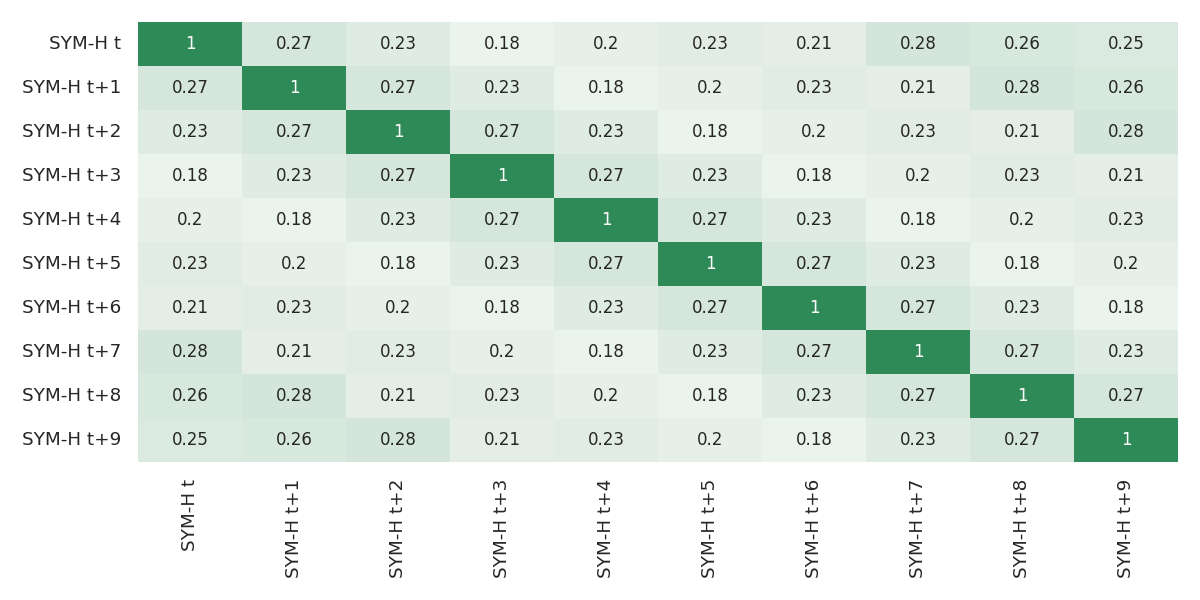 SYM-H t 1 0.27 0.23 0.18 0.2 0.23 0.21 0.28 0.26 0.25
SYM-H t+1 0.27 1 0.27 0.23 0.18 0.2 0.23 0.21 0.28 0.26
SYM-H t+2 0.23 0.27 1 0.27 0.23 0.18 0.2 0.23 0.21 0.28
SYM-H t+3 0.18 0.23 0.27 1 0.27 0.23 0.18 0.2 0.23 0.21
SYM-H t+4 0.2 0.18 0.23 0.27 1 0.27 0.23 0.18 0.2 0.23
SYM-H t+5 0.23 0.2 0.18 0.23 0.27 1 0.27 0.23 0.18 0.2
SYM-H t+6 0.21 0.23 0.2 0.18 0.23 0.27 1 0.27 0.23 0.18
SYM-H t+7 0.28 0.21 0.23 0.2 0.18 0.23 0.27 1 0.27 0.23
SYM-H t+8 0.26 0.28 0.21 0.23 0.2 0.18 0.23 0.27 1 0.27
SYM-H t+9 0.25 0.26 0.28 0.21 0.23 0.2 0.18 0.23 0.27 1
SYM-H t
SYM-H t+1
SYM-H t+2
SYM-H t+3
SYM-H t+4
SYM-H t+5
SYM-H t+6
SYM-H t+7
SYM-H t+8
SYM-H t+9